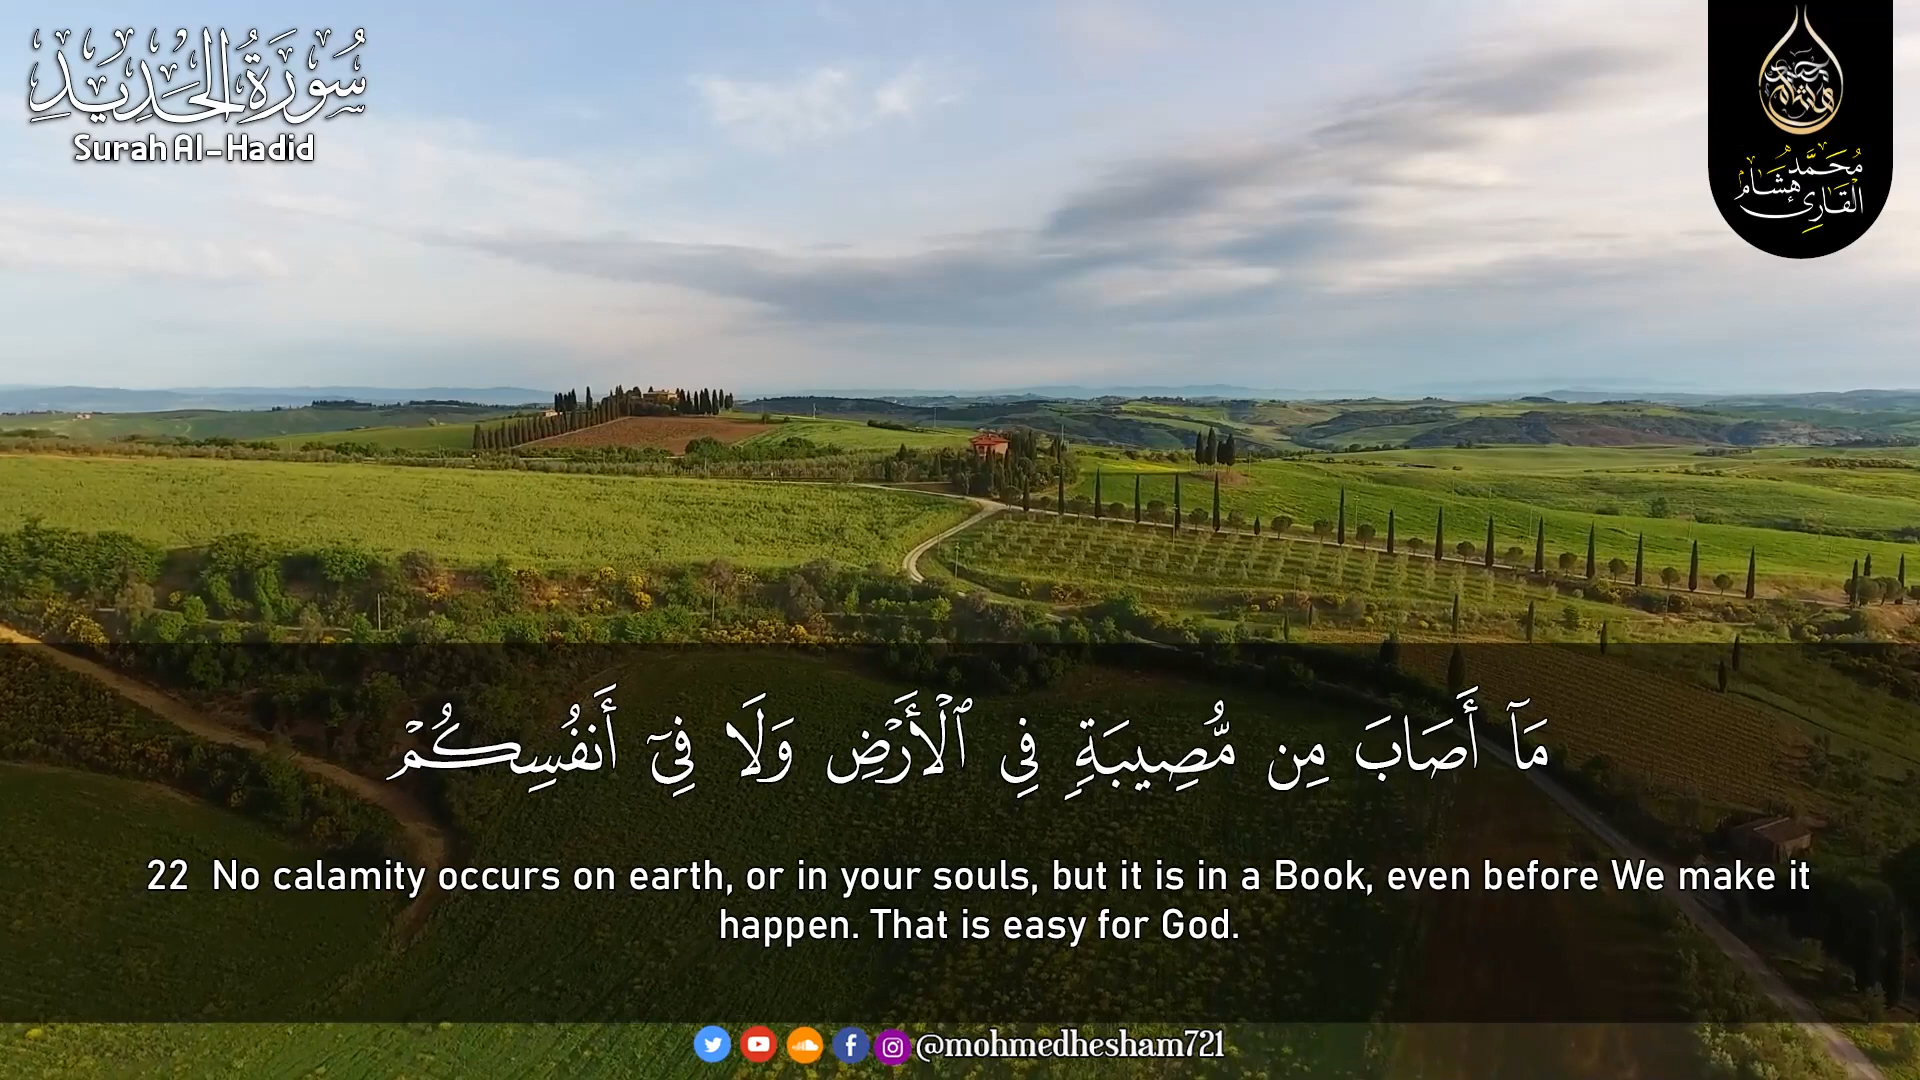 سُورَةُ الحَدِيدِ
Surah Al-Hadid
مُحَمَّد هِشَام
القَارِئ
مَآ أَصَابَ مِن مُّصِيبَةٍ فِى ٱلْأَرْضِ وَلَا فِىٓ أَنفُسِكُمْ
22 No calamity occurs on earth, or in your souls, but it is in a Book, even before We make it
happen. That is easy for God.
@mohmedhesham721